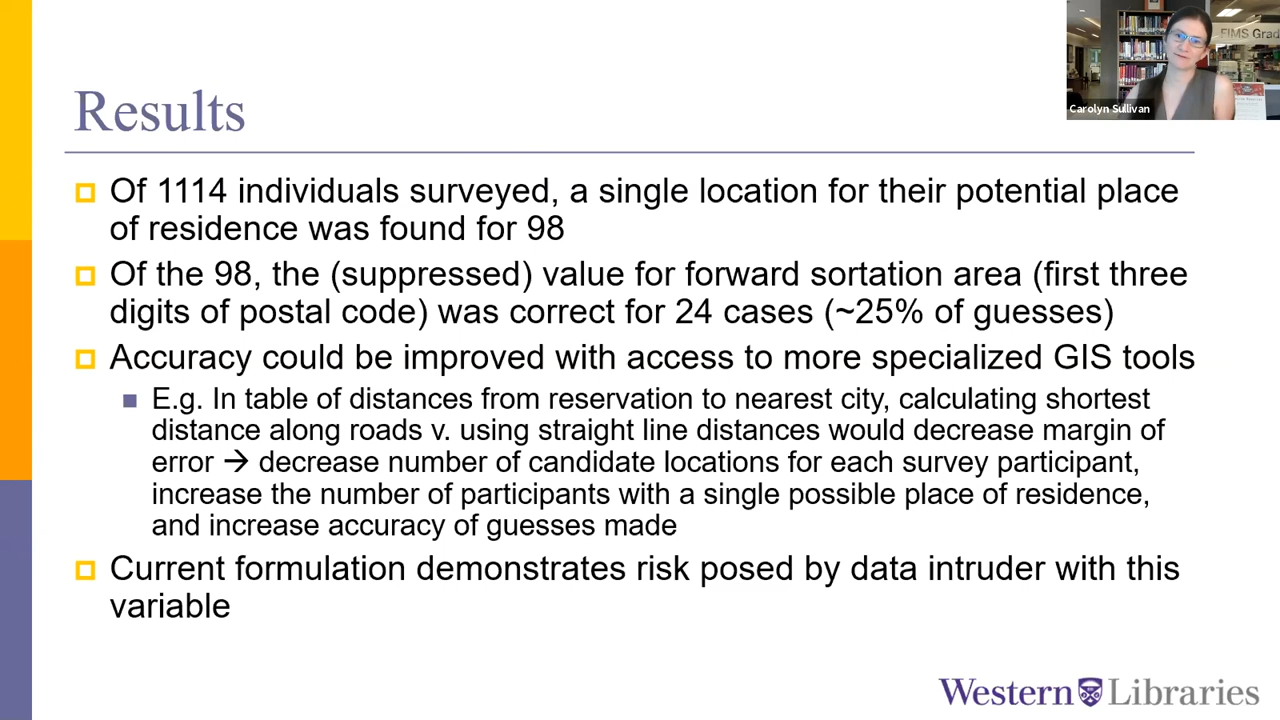 FIMS Grad
Carolyn Sullivan
Results
Of 1114 individuals surveyed, a single location for their potential place
of residence was found for 98
Of the 98, the (suppressed) value for forward sortation area (first three
digits of postal code) was correct for 24 cases (~25% of guesses)
Accuracy could be improved with access to more specialized GIS tools
E.g. In table of distances from reservation to nearest city, calculating shortest
distance along roads v. using straight line distances would decrease margin of
error → decrease number of candidate locations for each survey participant,
increase the number of participants with a single possible place of residence,
and increase accuracy of guesses made
Current formulation demonstrates risk posed by data intruder with this
variable
Western Libraries